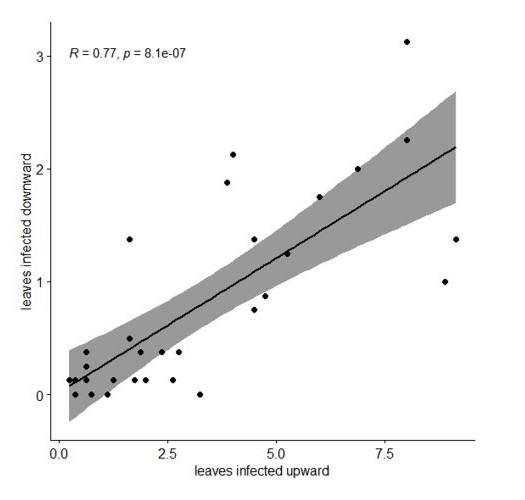 R = 0.77, p = 8.1e-07
3
2
1
0
leaves infected downward
0.0 2.5 5.0 7.5
leaves infected upward